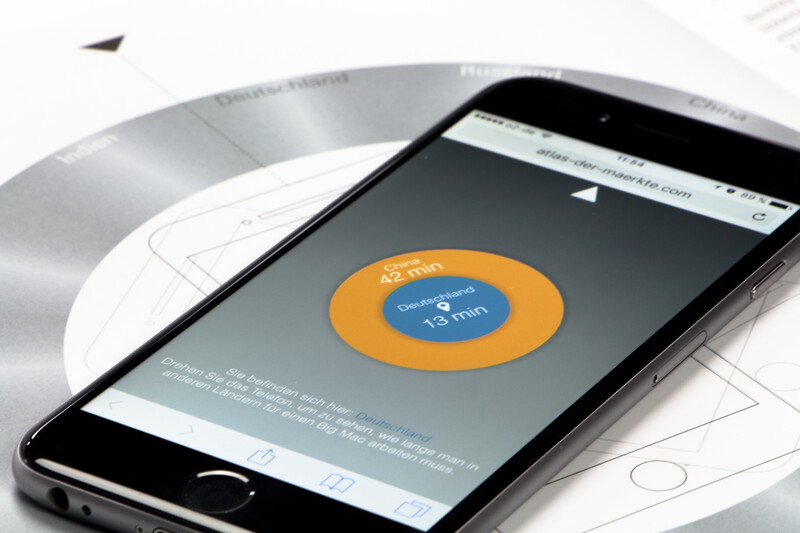 Indien
Deutschland
Russland
China
o2-de
11:54
89 %
atlas-der-maerkte.com
China
42 min
Deutschland
13 min
Sie befinden sich hier: Deutschland
Drehen Sie das Telefon, um zu sehen, wie lange man in
anderen Ländern für einen Big Mac arbeiten muss.